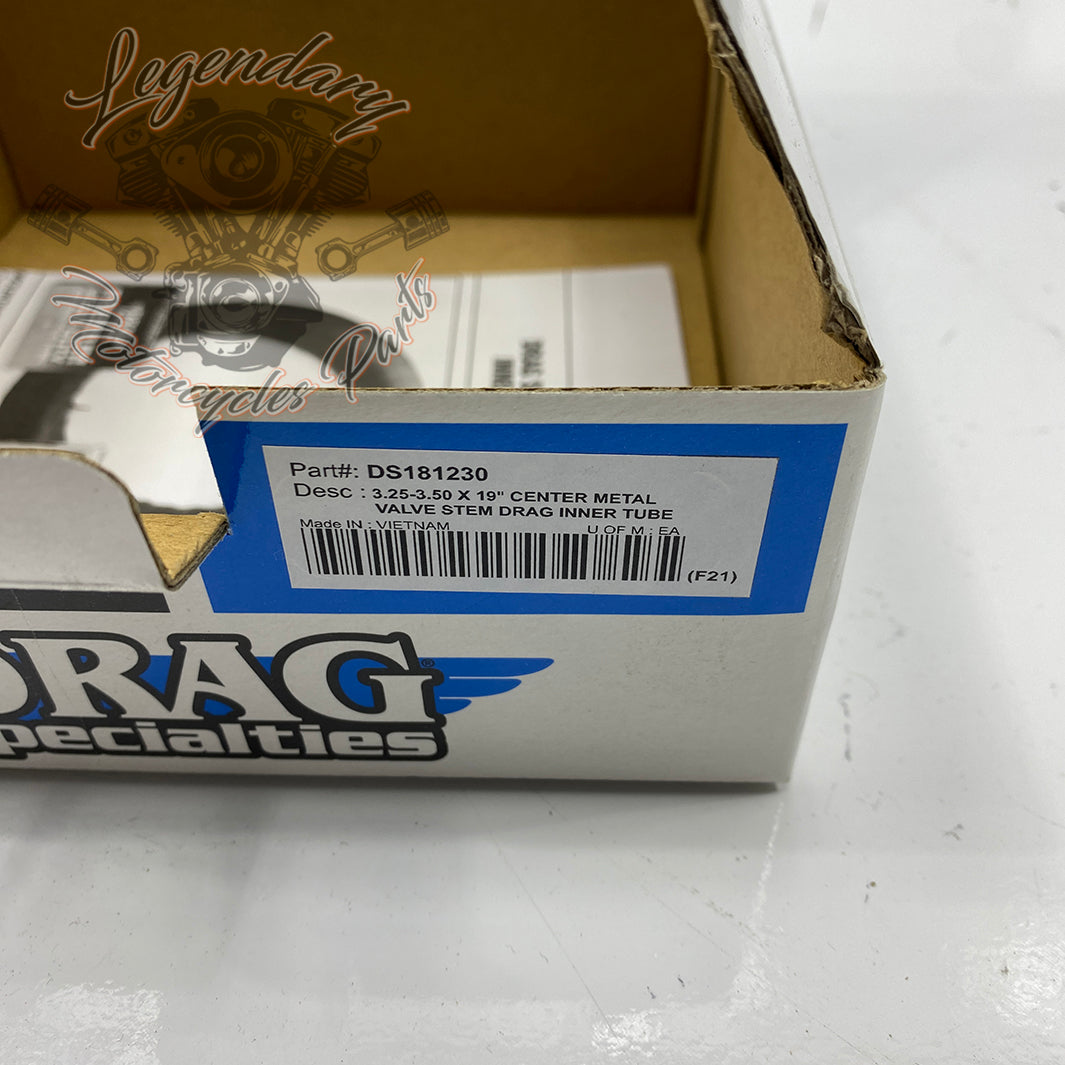 Legendary
Motorcycles Parts
DRAG
Part#: DS181230
Desc : 3.25-3.50 X 19" CENTER METAL
VALVE STEM DRAG INNER TUBE
Made IN : VIETNAM U OF M : EA
(F21)
DRAG®
pecialties